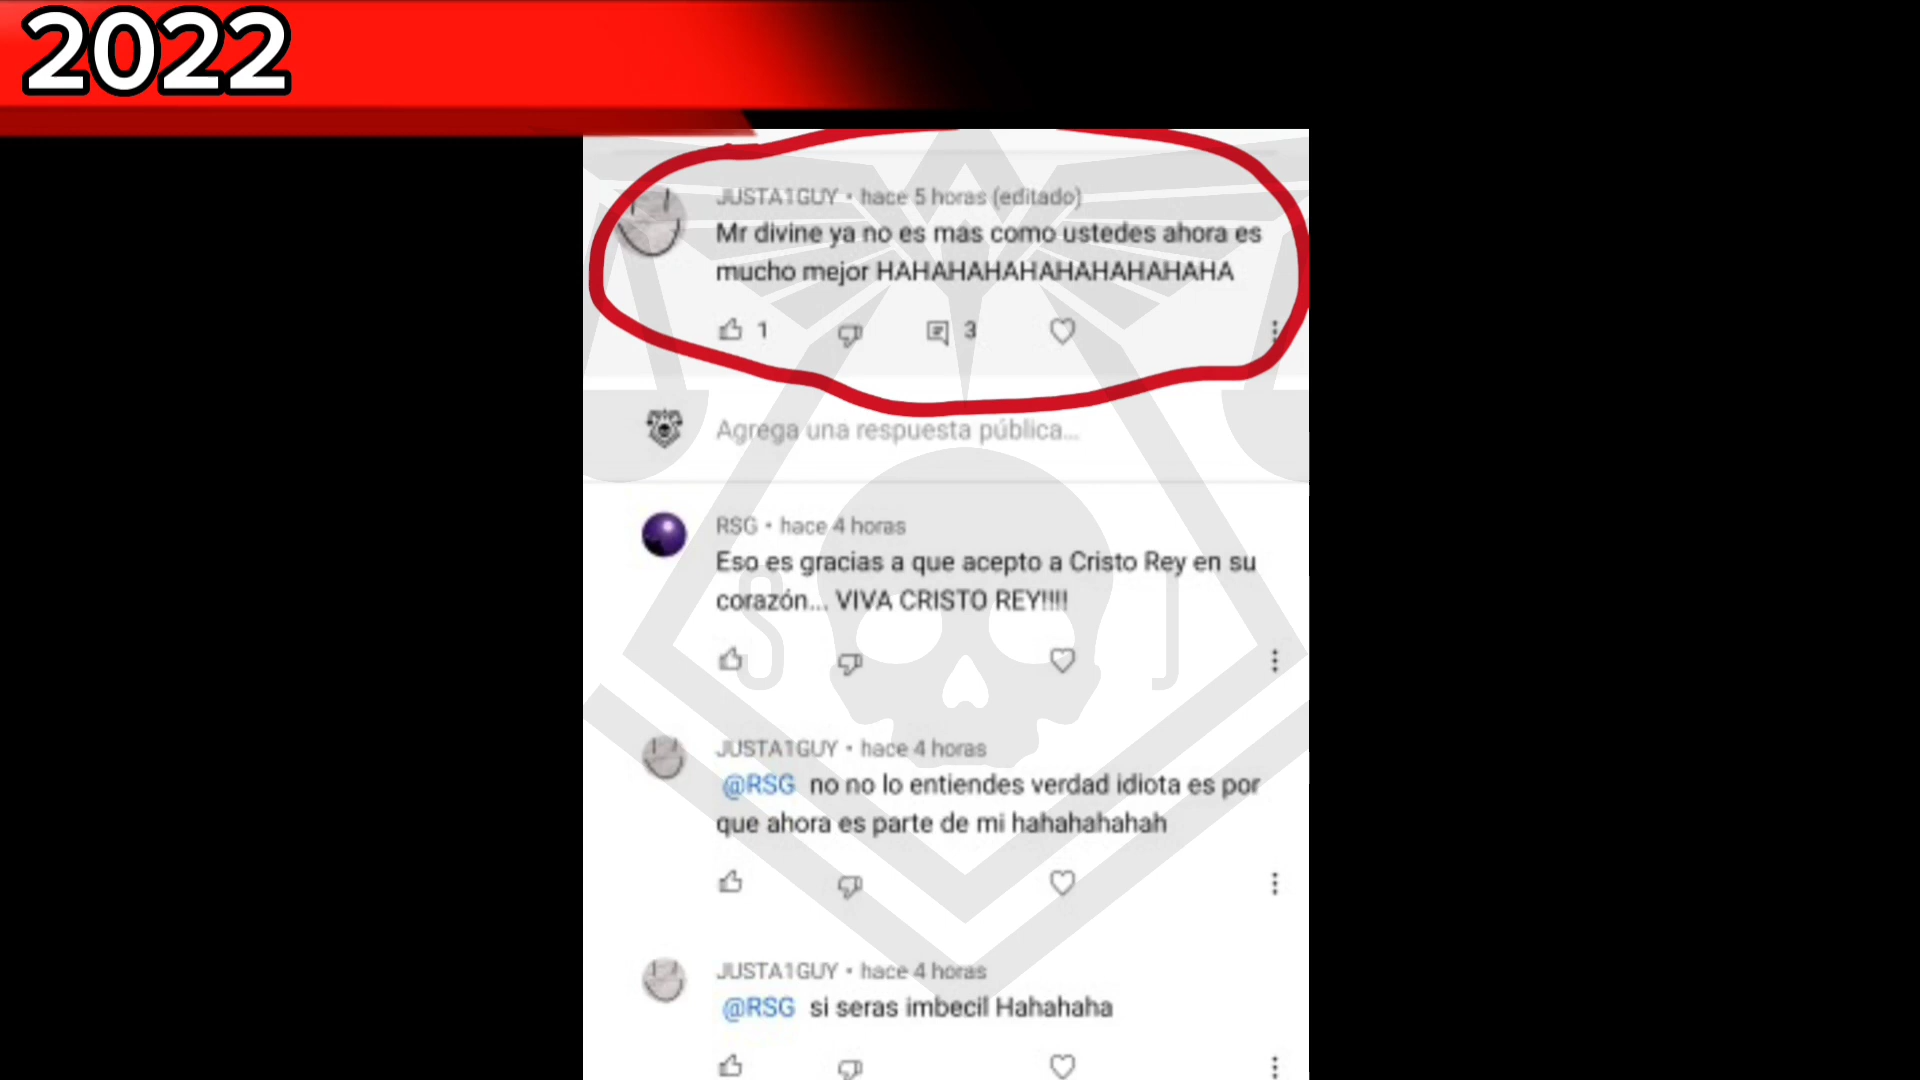 2022
JUSTA1GUY • hace 5 horas (editado)
Mr divine ya no es mas como ustedes ahora es
mucho mejor HAHAHAHAHAHAHAHAHAHA
1
3
Agrega una respuesta pública...
RSG • hace 4 horas
Eso es gracias a que acepto a Cristo Rey en su
corazón... VIVA CRISTO REY!!!!
S J
JUSTA1GUY • hace 4 horas
@RSG no no lo entiendes verdad idiota es por
que ahora es parte de mi hahahahahah
JUSTA1GUY • hace 4 horas
@RSG si seras imbecil Hahahaha